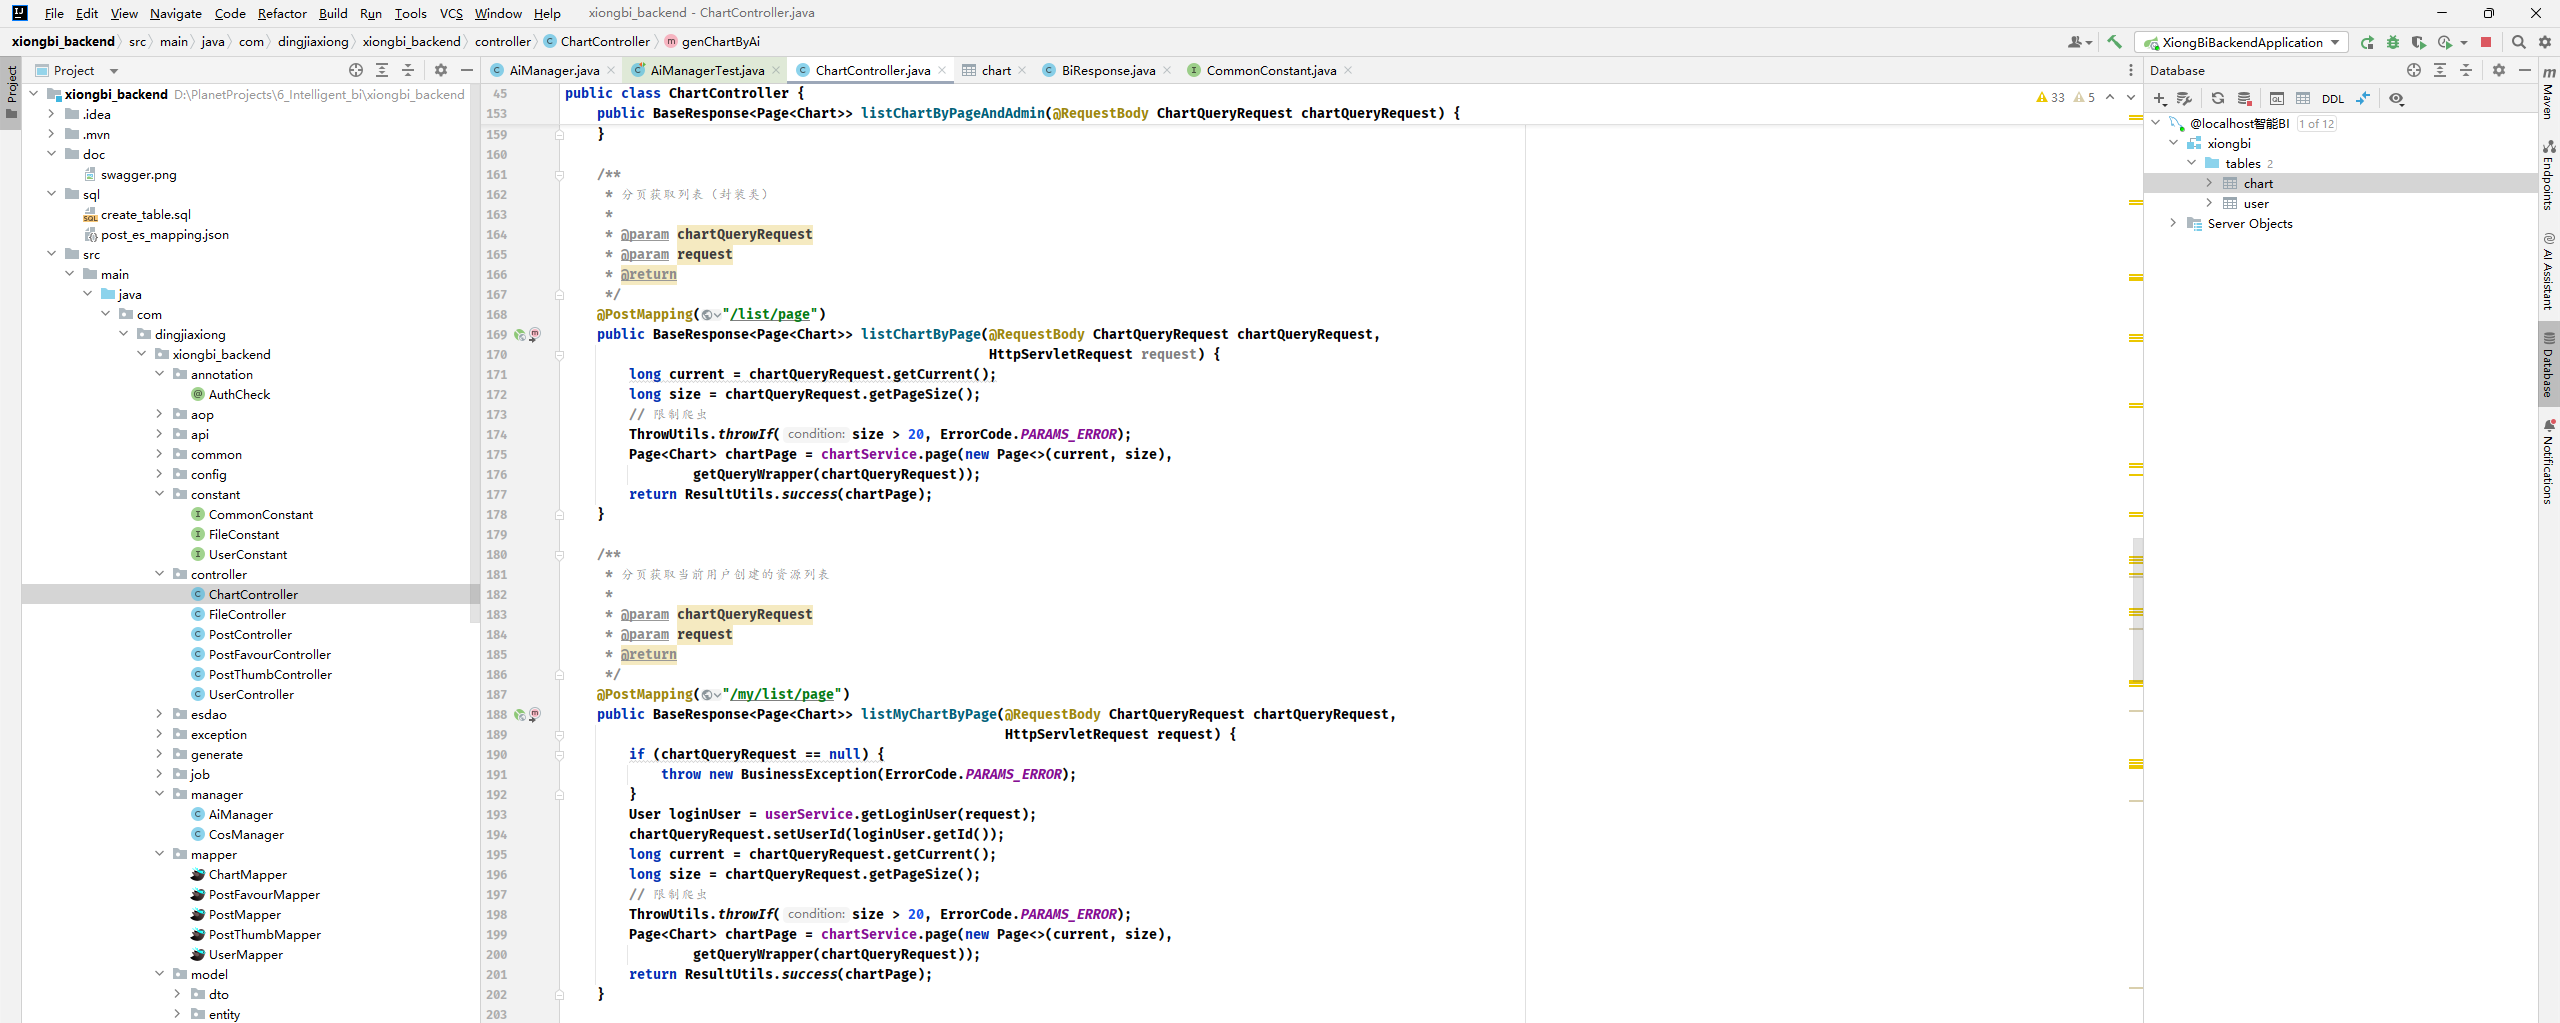 File Edit View Navigate Code Refactor Build Run Tools VCS Window Help xiongbi_backend - ChartController.java
xiongbi_backend src main java com dingjiaxiong xiongbi_backend controller ChartController genChartByAi
XiongBiBackendApplication
Project
Project
xiongbi_backend D:\PlanetProjects\6_Intelligent_bi\xiongbi_backend
.idea
.mvn
doc
swagger.png
sql
create_table.sql
post_es_mapping.json
src
main
java
com
dingjiaxiong
xiongbi_backend
annotation
AuthCheck
aop
api
common
config
constant
CommonConstant
FileConstant
UserConstant
controller
ChartController
FileController
PostController
PostFavourController
PostThumbController
UserController
esdao
exception
generate
job
manager
AiManager
CosManager
mapper
ChartMapper
PostFavourMapper
PostMapper
PostThumbMapper
UserMapper
model
dto
entity
AiManager.java AiManagerTest.java ChartController.java chart BiResponse.java CommonConstant.java
33 5
45 public class ChartController {
153 public BaseResponse<Page<Chart>> listChartByPageAndAdmin(@RequestBody ChartQueryRequest chartQueryRequest) {
159 }
160
161 /**
162 * 分页获取列表（封装类）
163 *
164 * @param chartQueryRequest
165 * @param request
166 * @return
167 */
168 @PostMapping("/list/page")
169 public BaseResponse<Page<Chart>> listChartByPage(@RequestBody ChartQueryRequest chartQueryRequest,
170 HttpServletRequest request) {
171 long current = chartQueryRequest.getCurrent();
172 long size = chartQueryRequest.getPageSize();
173 // 限制爬虫
174 ThrowUtils.throwIf( condition: size > 20, ErrorCode.PARAMS_ERROR);
175 Page<Chart> chartPage = chartService.page(new Page<>(current, size),
176 getQueryWrapper(chartQueryRequest));
177 return ResultUtils.success(chartPage);
178 }
179
180 /**
181 * 分页获取当前用户创建的资源列表
182 *
183 * @param chartQueryRequest
184 * @param request
185 * @return
186 */
187 @PostMapping("/my/list/page")
188 public BaseResponse<Page<Chart>> listMyChartByPage(@RequestBody ChartQueryRequest chartQueryRequest,
189 HttpServletRequest request) {
190 if (chartQueryRequest == null) {
191 throw new BusinessException(ErrorCode.PARAMS_ERROR);
192 }
193 User loginUser = userService.getLoginUser(request);
194 chartQueryRequest.setUserId(loginUser.getId());
195 long current = chartQueryRequest.getCurrent();
196 long size = chartQueryRequest.getPageSize();
197 // 限制爬虫
198 ThrowUtils.throwIf( condition: size > 20, ErrorCode.PARAMS_ERROR);
199 Page<Chart> chartPage = chartService.page(new Page<>(current, size),
200 getQueryWrapper(chartQueryRequest));
201 return ResultUtils.success(chartPage);
202 }
203
Database
DDL
@localhost智能BI 1 of 12
xiongbi
tables 2
chart
user
Server Objects
Maven
Endpoints
AI Assistant
Database
Notifications